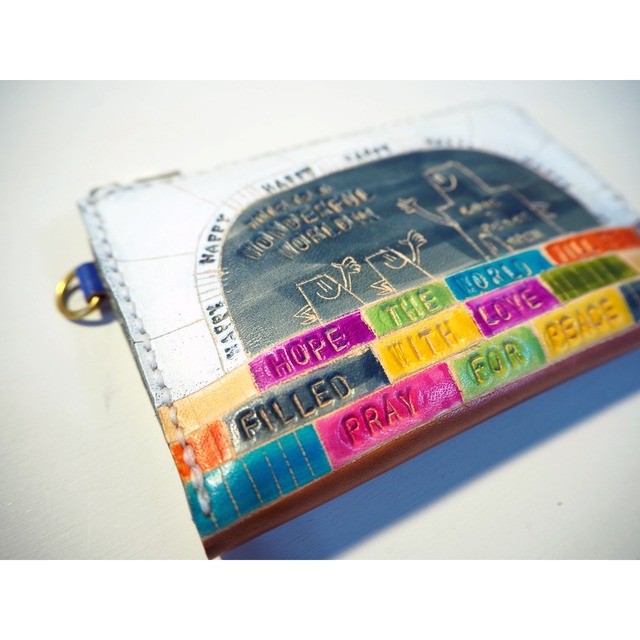 HAPPY HAPPY HAPPY HAPPY
WONDERFUL
WORLD!!!
HOPE THE WORLD
FILLED WITH LOVE
PRAY FOR PEACE